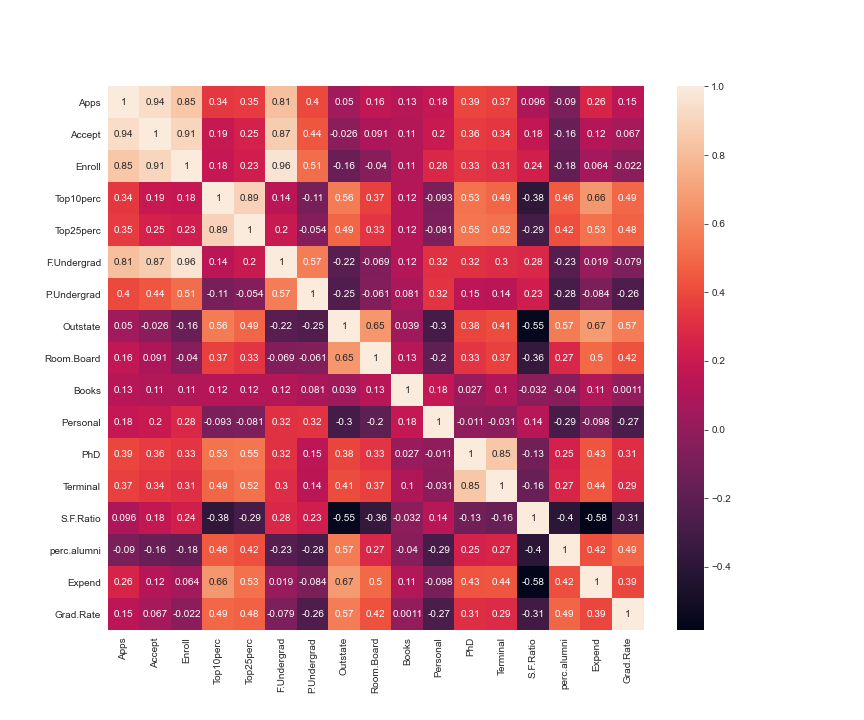 1.0
Apps 1 0.94 0.85 0.34 0.35 0.81 0.4 0.05 0.16 0.13 0.18 0.39 0.37 0.096 -0.09 0.26 0.15
Accept 0.94 1 0.91 0.19 0.25 0.87 0.44 -0.026 0.091 0.11 0.2 0.36 0.34 0.18 -0.16 0.12 0.067
0.8
Enroll 0.85 0.91 1 0.18 0.23 0.96 0.51 -0.16 -0.04 0.11 0.28 0.33 0.31 0.24 -0.18 0.064 -0.022
Top10perc 0.34 0.19 0.18 1 0.89 0.14 -0.11 0.56 0.37 0.12 -0.093 0.53 0.49 -0.38 0.46 0.66 0.49
0.6
Top25perc 0.35 0.25 0.23 0.89 1 0.2 -0.054 0.49 0.33 0.12 -0.081 0.55 0.52 -0.29 0.42 0.53 0.48
F.Undergrad 0.81 0.87 0.96 0.14 0.2 1 0.57 -0.22 -0.069 0.12 0.32 0.32 0.3 0.28 -0.23 0.019 -0.079
0.4
P.Undergrad 0.4 0.44 0.51 -0.11 -0.054 0.57 1 -0.25 -0.061 0.081 0.32 0.15 0.14 0.23 -0.28 -0.084 -0.26
Outstate 0.05 -0.026 -0.16 0.56 0.49 -0.22 -0.25 1 0.65 0.039 -0.3 0.38 0.41 -0.55 0.57 0.67 0.57
Room.Board 0.16 0.091 -0.04 0.37 0.33 -0.069 -0.061 0.65 1 0.13 -0.2 0.33 0.37 -0.36 0.27 0.5 0.42
0.2
Books 0.13 0.11 0.11 0.12 0.12 0.12 0.081 0.039 0.13 1 0.18 0.027 0.1 -0.032 -0.04 0.11 0.0011
Personal 0.18 0.2 0.28 -0.093 -0.081 0.32 0.32 -0.3 -0.2 0.18 1 -0.011 -0.031 0.14 -0.29 -0.098 -0.27
0.0
PhD 0.39 0.36 0.33 0.53 0.55 0.32 0.15 0.38 0.33 0.027 -0.011 1 0.85 -0.13 0.25 0.43 0.31
Terminal 0.37 0.34 0.31 0.49 0.52 0.3 0.14 0.41 0.37 0.1 -0.031 0.85 1 -0.16 0.27 0.44 0.29
−0.2
S.F.Ratio 0.096 0.18 0.24 -0.38 -0.29 0.28 0.23 -0.55 -0.36 -0.032 0.14 -0.13 -0.16 1 -0.4 -0.58 -0.31
perc.alumni -0.09 -0.16 -0.18 0.46 0.42 -0.23 -0.28 0.57 0.27 -0.04 -0.29 0.25 0.27 -0.4 1 0.42 0.49
−0.4
Expend 0.26 0.12 0.064 0.66 0.53 0.019 -0.084 0.67 0.5 0.11 -0.098 0.43 0.44 -0.58 0.42 1 0.39
Grad.Rate 0.15 0.067 -0.022 0.49 0.48 -0.079 -0.26 0.57 0.42 0.0011 -0.27 0.31 0.29 -0.31 0.49 0.39 1
Apps
Accept
Enroll
Top10perc
Top25perc
F.Undergrad
P.Undergrad
Outstate
Room.Board
Books
Personal
PhD
Terminal
S.F.Ratio
perc.alumni
Expend
Grad.Rate